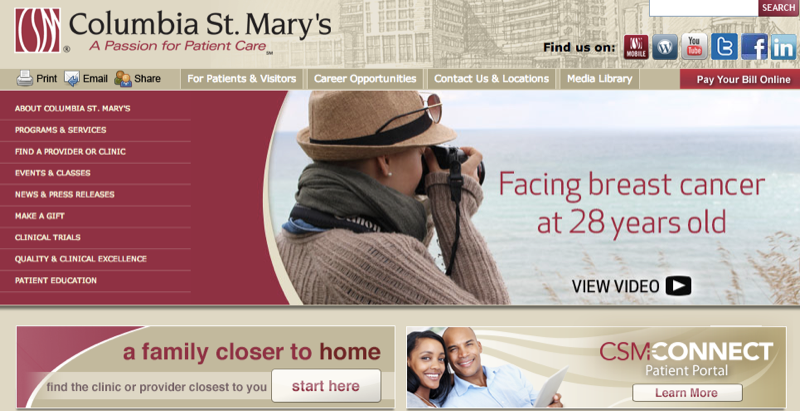 SEARCH
CSM® Columbia St. Mary's
A Passion for Patient Care℠
Find us on: MOBILE You Tube
Print Email Share For Patients & Visitors Career Opportunities Contact Us & Locations Media Library Pay Your Bill Online
ABOUT COLUMBIA ST. MARY'S
PROGRAMS & SERVICES
FIND A PROVIDER OR CLINIC
EVENTS & CLASSES
NEWS & PRESS RELEASES
MAKE A GIFT
CLINICAL TRIALS
QUALITY & CLINICAL EXCELLENCE
PATIENT EDUCATION
Facing breast cancer
at 28 years old
VIEW VIDEO
a family closer to home
find the clinic or provider closest to you start here
CSMCONNECT
Patient Portal
Learn More